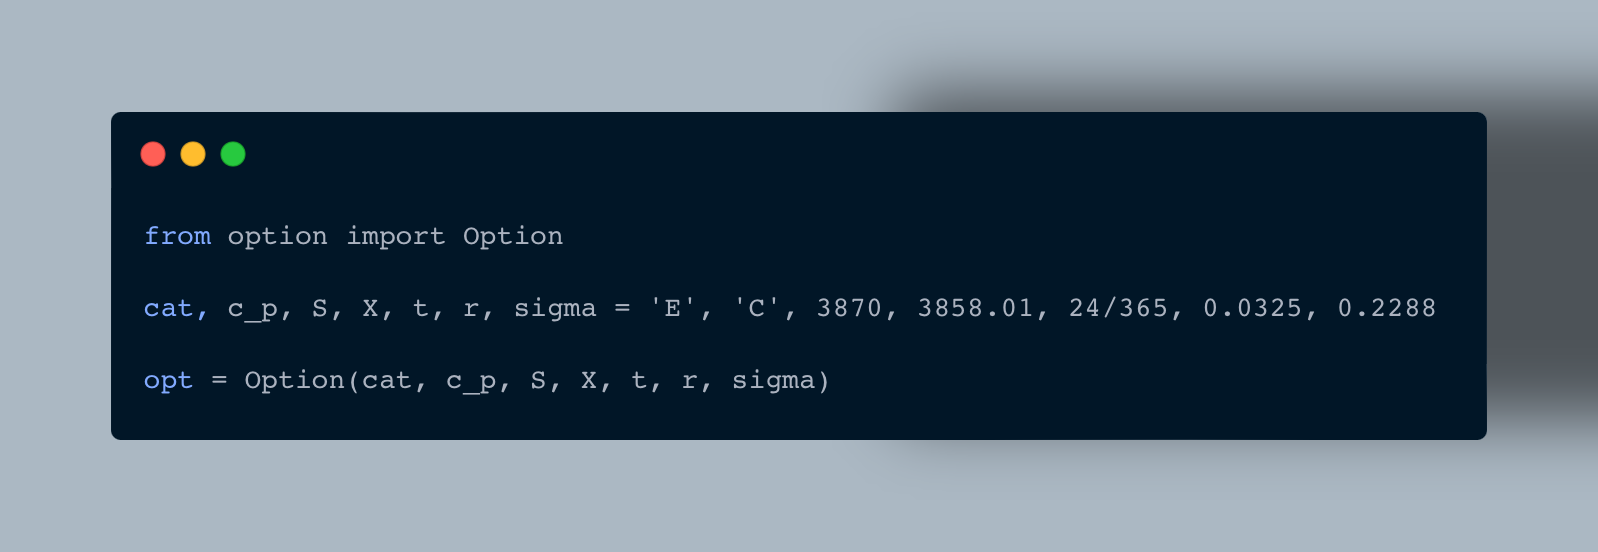 from option import Option
cat, c_p, S, X, t, r, sigma = 'E', 'C', 3870, 3858.01, 24/365, 0.0325, 0.2288
opt = Option(cat, c_p, S, X, t, r, sigma)